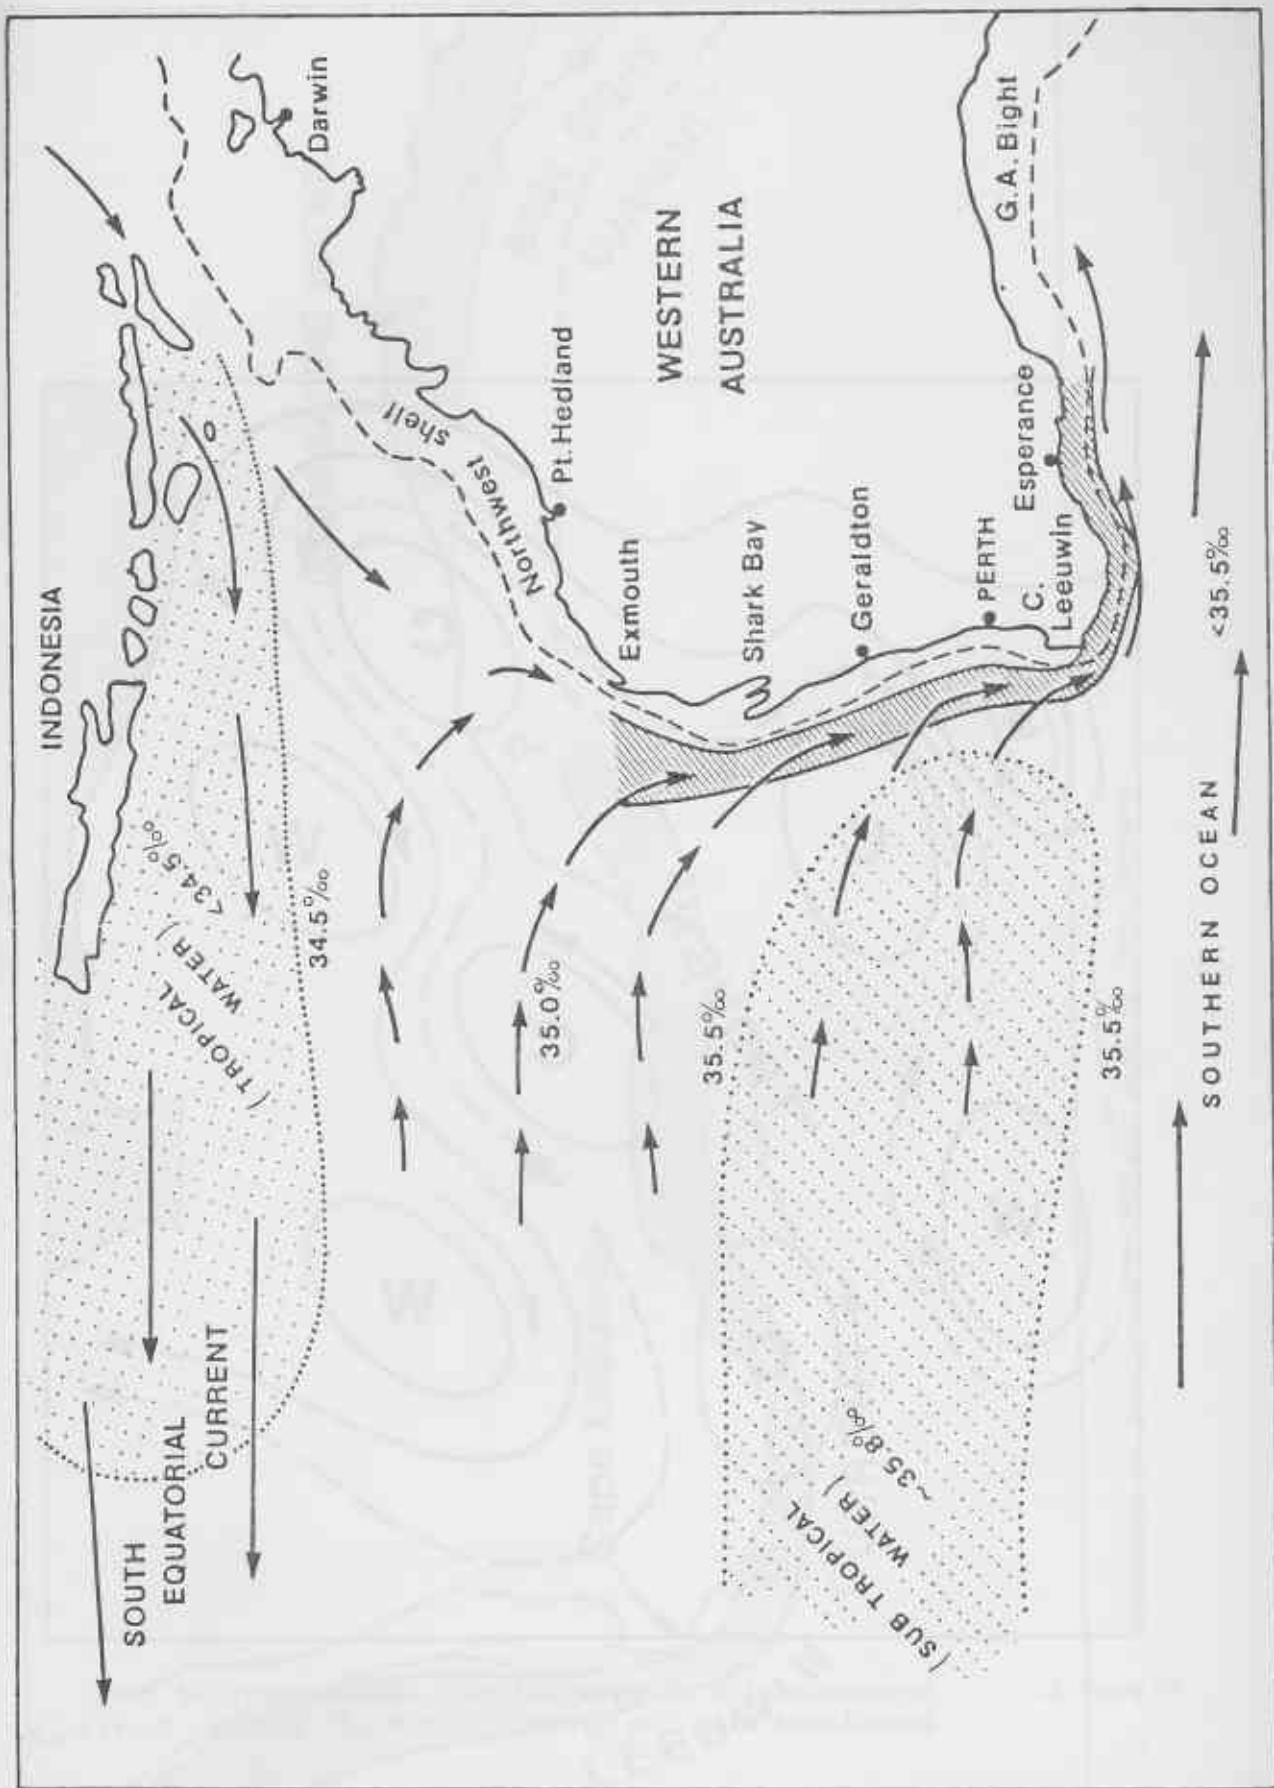 INDONESIA
Darwin
Northwest
shelf
Pt. Hedland
Exmouth
WESTERN
AUSTRALIA
Shark Bay
Geraldton
PERTH
C.
Leeuwin
Esperance
G.A. Bight
(TROPICAL
WATER)
<34.5‰
34.5‰
SOUTH
EQUATORIAL
CURRENT
35.0‰
35.5‰
(SUB TROPICAL
WATER)
~35.8‰
35.5‰
<35.5‰
SOUTHERN OCEAN